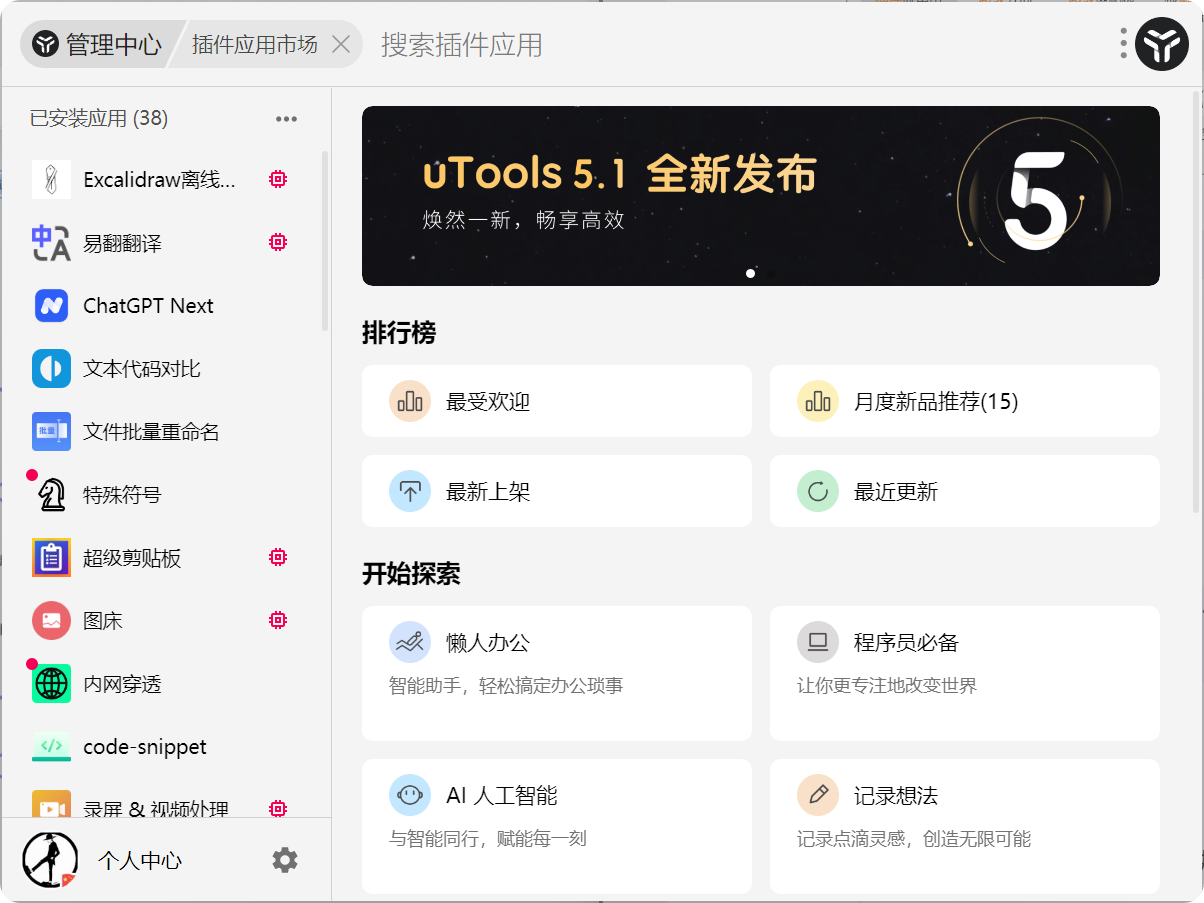 管理中心
插件应用市场
搜索插件应用
已安装应用 (38)
Excalidraw离线...
易翻翻译
ChatGPT Next
文本代码对比
批量
文件批量重命名
特殊符号
超级剪贴板
图床
内网穿透
</>
code-snippet
录屏 & 视频处理
个人中心
uTools 5.1 全新发布
焕然一新，畅享高效
5
排行榜
最受欢迎
月度新品推荐(15)
最新上架
最近更新
开始探索
懒人办公
智能助手，轻松搞定办公琐事
程序员必备
让你更专注地改变世界
AI 人工智能
与智能同行，赋能每一刻
记录想法
记录点滴灵感，创造无限可能